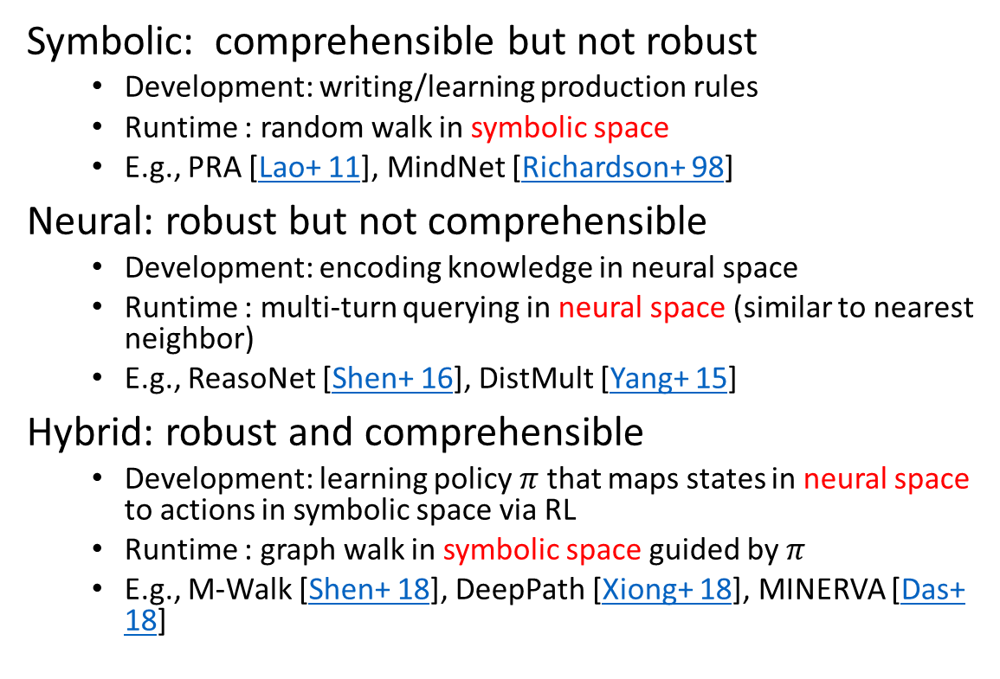 Symbolic: comprehensible but not robust
• Development: writing/learning production rules
• Runtime : random walk in symbolic space
• E.g., PRA [Lao+ 11], MindNet [Richardson+ 98]
Neural: robust but not comprehensible
• Development: encoding knowledge in neural space
• Runtime : multi-turn querying in neural space (similar to nearest
neighbor)
• E.g., ReasoNet [Shen+ 16], DistMult [Yang+ 15]
Hybrid: robust and comprehensible
• Development: learning policy 𝜋 that maps states in neural space
to actions in symbolic space via RL
• Runtime : graph walk in symbolic space guided by 𝜋
• E.g., M-Walk [Shen+ 18], DeepPath [Xiong+ 18], MINERVA [Das+
18]